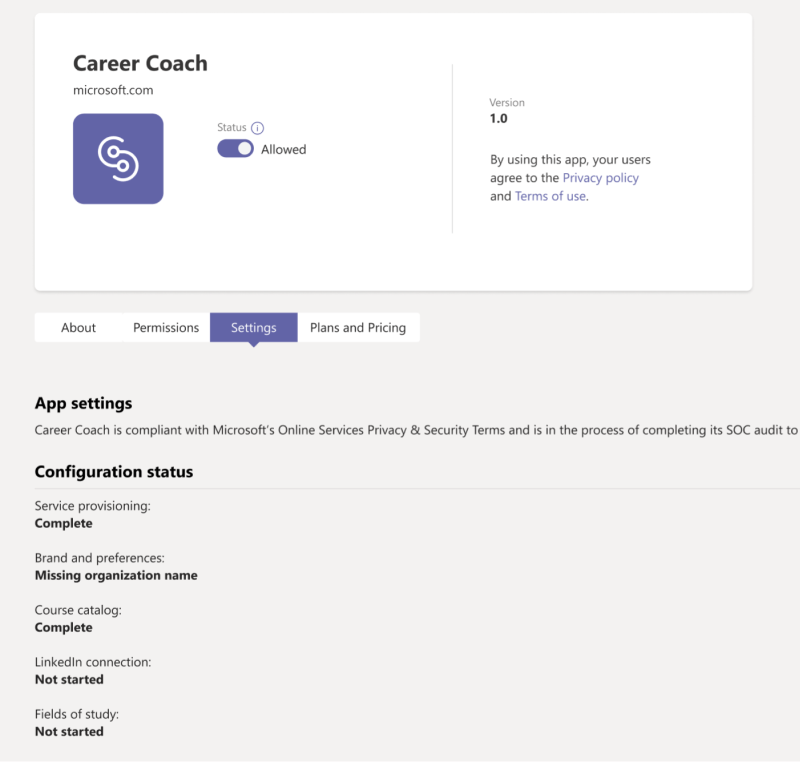 Career Coach
microsoft.com
Status
Allowed
Version
1.0
By using this app, your users
agree to the Privacy policy
and Terms of use.
About
Permissions
Settings
Plans and Pricing
App settings
Career Coach is compliant with Microsoft's Online Services Privacy & Security Terms and is in the process of completing its SOC audit to
Configuration status
Service provisioning:
Complete
Brand and preferences:
Missing organization name
Course catalog:
Complete
LinkedIn connection:
Not started
Fields of study:
Not started